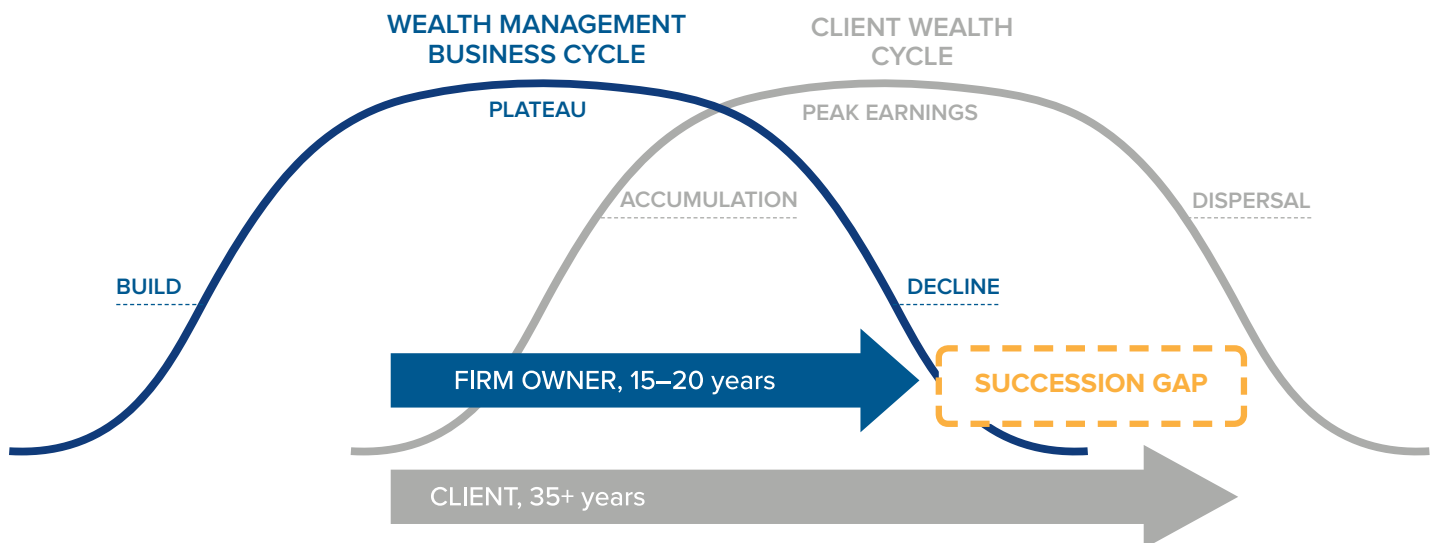 WEALTH MANAGEMENT
BUSINESS CYCLE
PLATEAU
CLIENT WEALTH
CYCLE
PEAK EARNINGS
ACCUMULATION
DISPERSAL
BUILD
DECLINE
FIRM OWNER, 15–20 years
SUCCESSION GAP
CLIENT, 35+ years